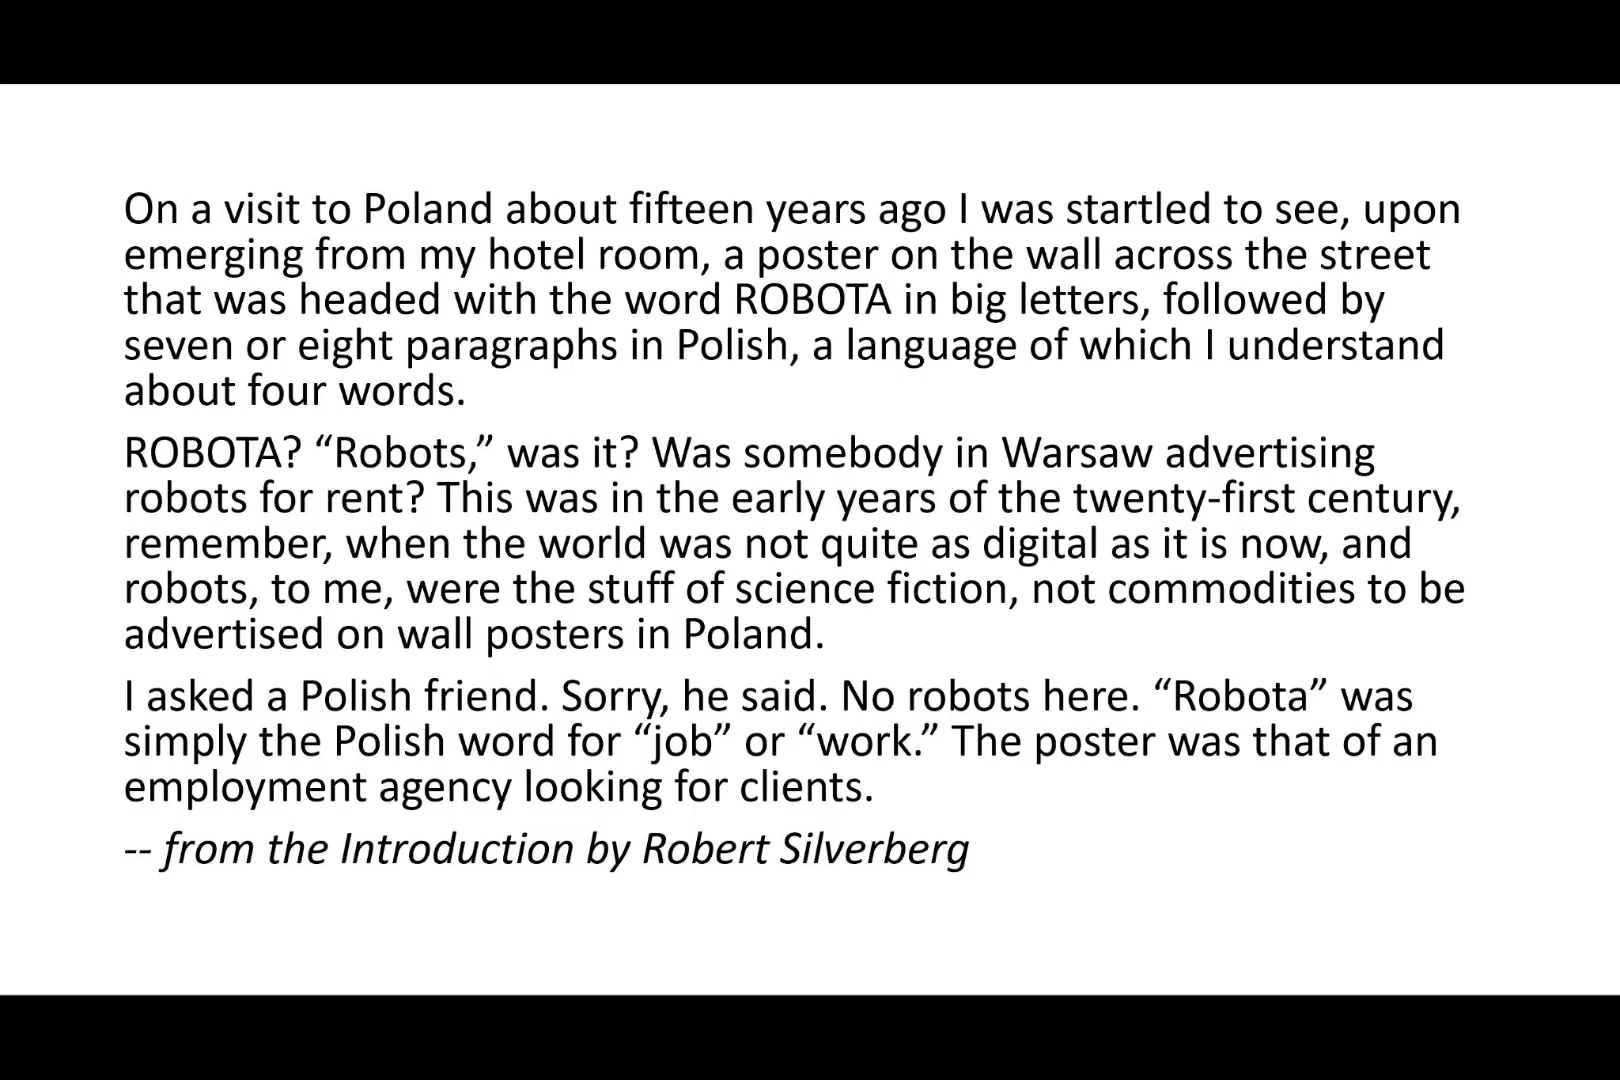 On a visit to Poland about fifteen years ago I was startled to see, upon
emerging from my hotel room, a poster on the wall across the street
that was headed with the word ROBOTA in big letters, followed by
seven or eight paragraphs in Polish, a language of which I understand
about four words.
ROBOTA? “Robots,” was it? Was somebody in Warsaw advertising
robots for rent? This was in the early years of the twenty-first century,
remember, when the world was not quite as digital as it is now, and
robots, to me, were the stuff of science fiction, not commodities to be
advertised on wall posters in Poland.
I asked a Polish friend. Sorry, he said. No robots here. “Robota” was
simply the Polish word for “job” or “work.” The poster was that of an
employment agency looking for clients.
-- from the Introduction by Robert Silverberg